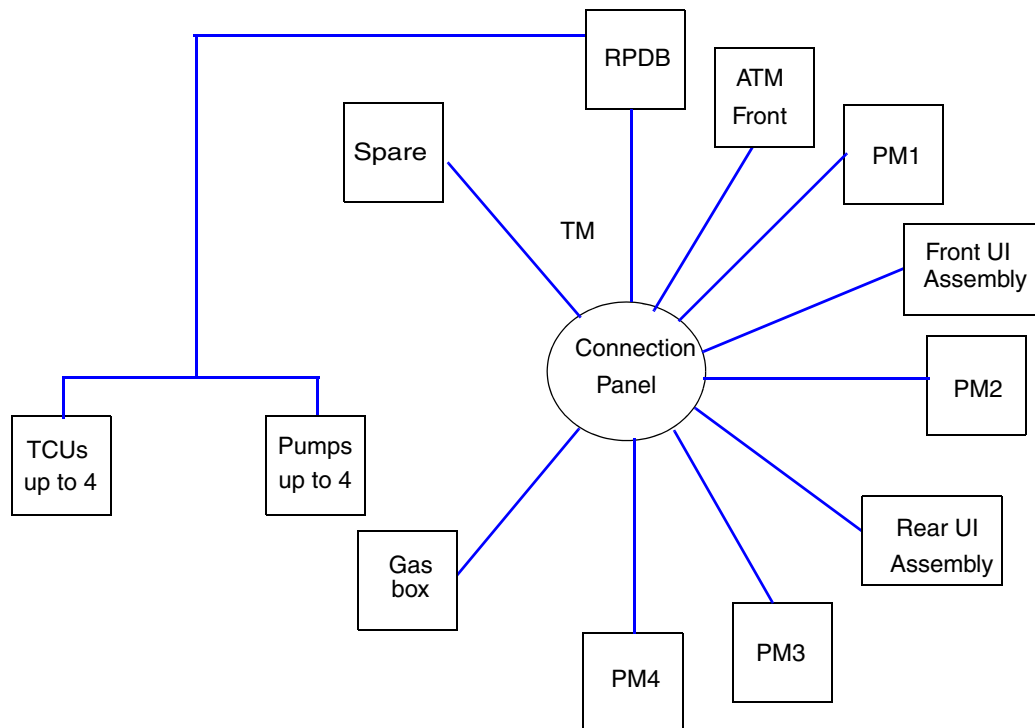 RPDB
ATM
Front
Spare
PM1
TM
Front UI
Assembly
Connection
Panel
PM2
TCUs
up to 4
Pumps
up to 4
Rear UI
Assembly
Gas
box
PM3
PM4